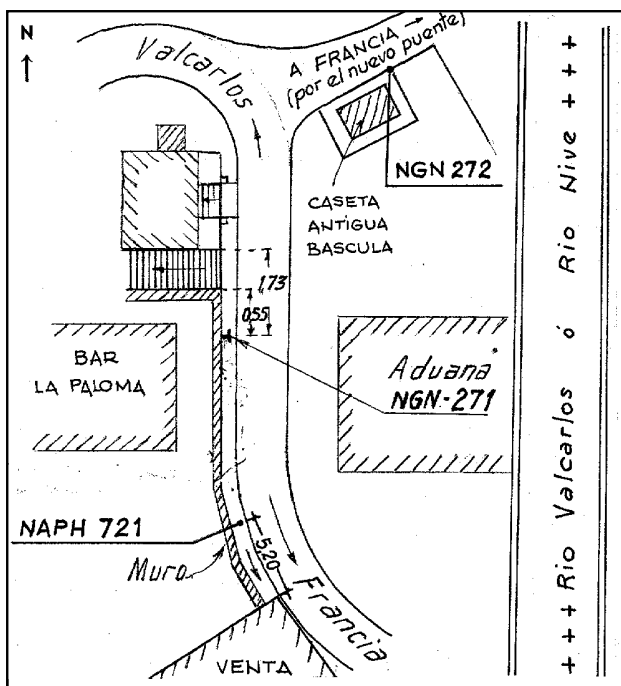 N
Valcarlos
A FRANCIA
(por el nuevo puente)
NGN 272
CASETA
ANTIGUA
BASCULA
1,73
0,55
BAR
LA PALOMA
Aduana
NGN-271
NAPH 721
Muro
5,20
Francia
VENTA
+++ Rio Valcarlos ó Rio Nive +++